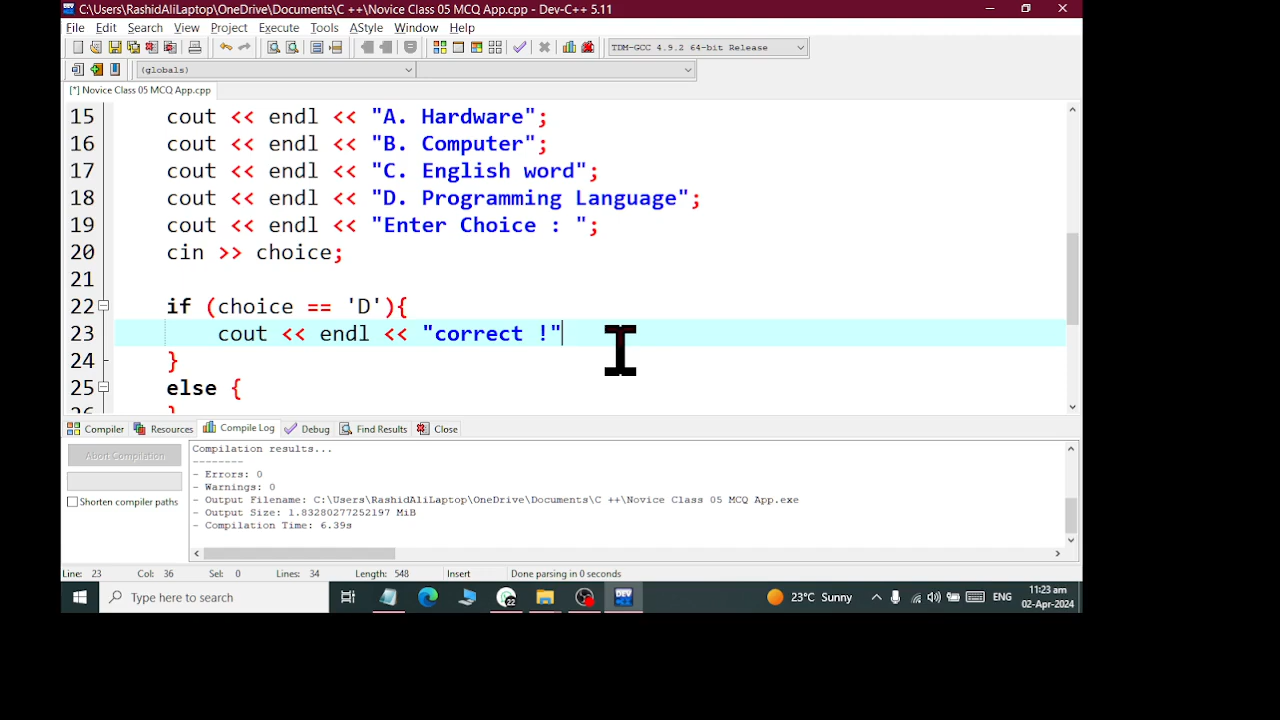 C:\Users\RashidAliLaptop\OneDrive\Documents\C ++\Novice Class 05 MCQ App.cpp - Dev-C++ 5.11
File Edit Search View Project Execute Tools AStyle Window Help
TDM-GCC 4.9.2 64-bit Release
(globals)
[*] Novice Class 05 MCQ App.cpp
15 cout << endl << "A. Hardware";
16 cout << endl << "B. Computer";
17 cout << endl << "C. English word";
18 cout << endl << "D. Programming Language";
19 cout << endl << "Enter Choice : ";
20 cin >> choice;
21
22 if (choice == 'D'){
23 cout << endl << "correct !"
24 }
25 else {
Compiler Resources Compile Log Debug Find Results Close
Abort Compilation
Shorten compiler paths
Compilation results...
--------
- Errors: 0
- Warnings: 0
- Output Filename: C:\Users\RashidAliLaptop\OneDrive\Documents\C ++\Novice Class 05 MCQ App.exe
- Output Size: 1.83280277252197 MiB
- Compilation Time: 6.39s
Line: 23 Col: 36 Sel: 0 Lines: 34 Length: 548 Insert Done parsing in 0 seconds
Type here to search
22
DEV
23°C Sunny
ENG
11:23 am
02-Apr-2024